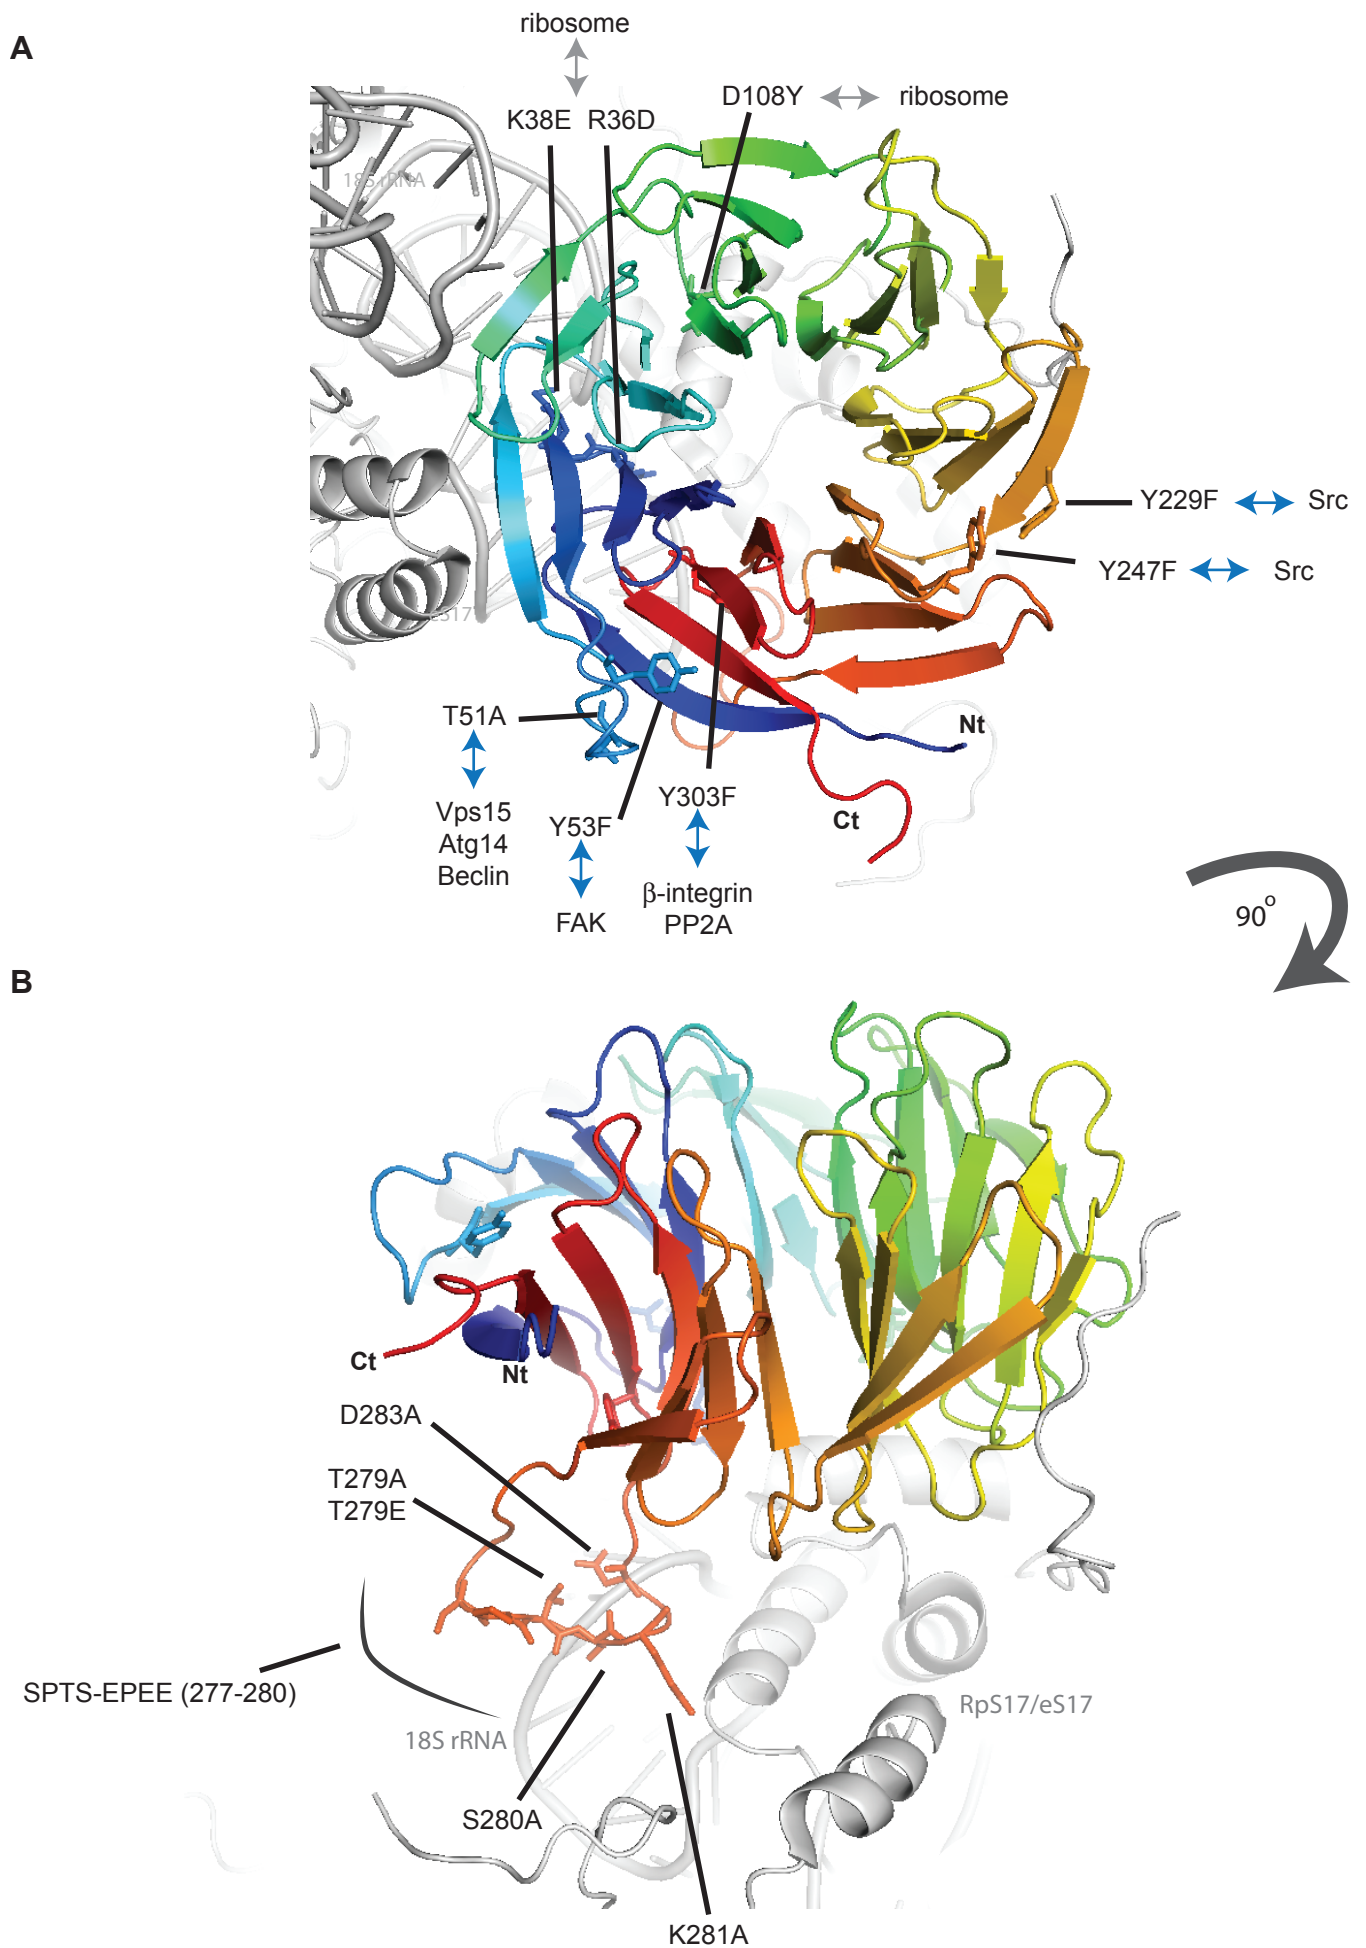 A
ribosome
D108Y
ribosome
K38E R36D
18S rRNA
Y229F
Src
Y247F
Src
eS17
T51A
Nt
Vps15
Atg14
Beclin
Y53F
Y303F
Ct
FAK
β-integrin
PP2A
90°
B
Ct
Nt
D283A
T279A
T279E
SPTS-EPEE (277-280)
18S rRNA
RpS17/eS17
S280A
K281A